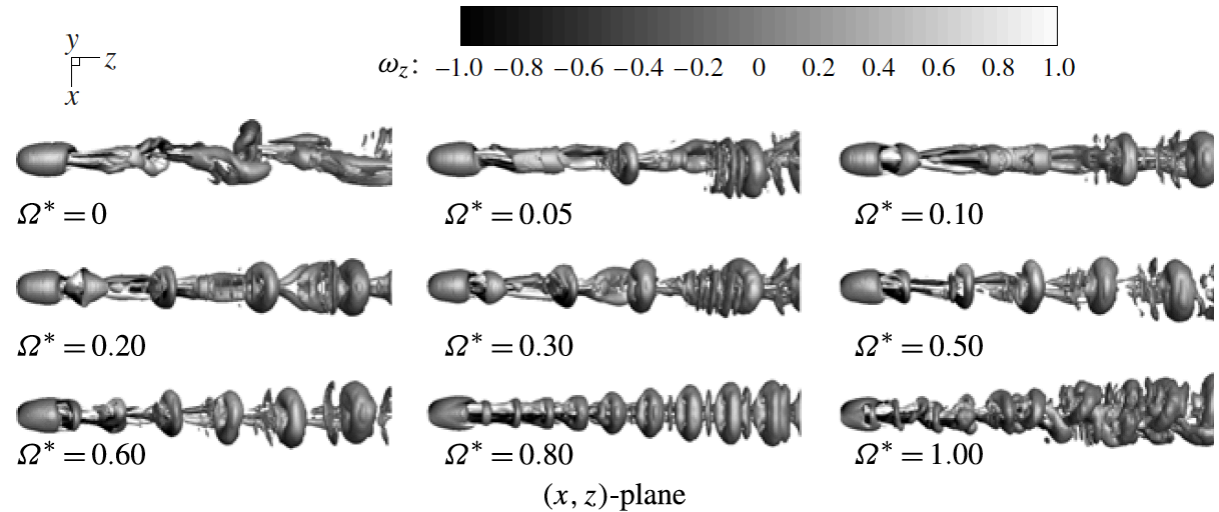 y
z
x
ω_z: −1.0 −0.8 −0.6 −0.4 −0.2 0 0.2 0.4 0.6 0.8 1.0
Ω* = 0
Ω* = 0.05
Ω* = 0.10
Ω* = 0.20
Ω* = 0.30
Ω* = 0.50
Ω* = 0.60
Ω* = 0.80
Ω* = 1.00
(x, z)-plane